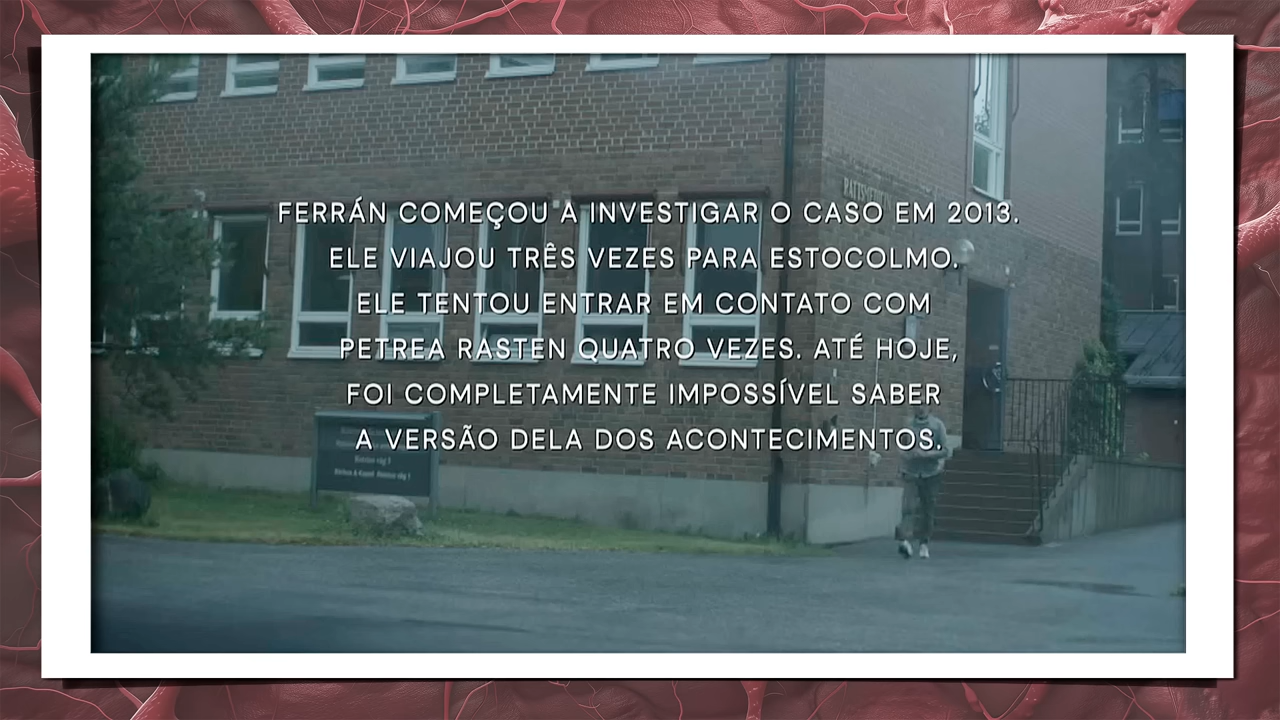 FERRÁN COMEÇOU A INVESTIGAR O CASO EM 2013.
ELE VIAJOU TRÊS VEZES PARA ESTOCOLMO.
ELE TENTOU ENTRAR EM CONTATO COM
PETREA RASTEN QUATRO VEZES. ATÉ HOJE,
FOI COMPLETAMENTE IMPOSSÍVEL SABER
A VERSÃO DELA DOS ACONTECIMENTOS.